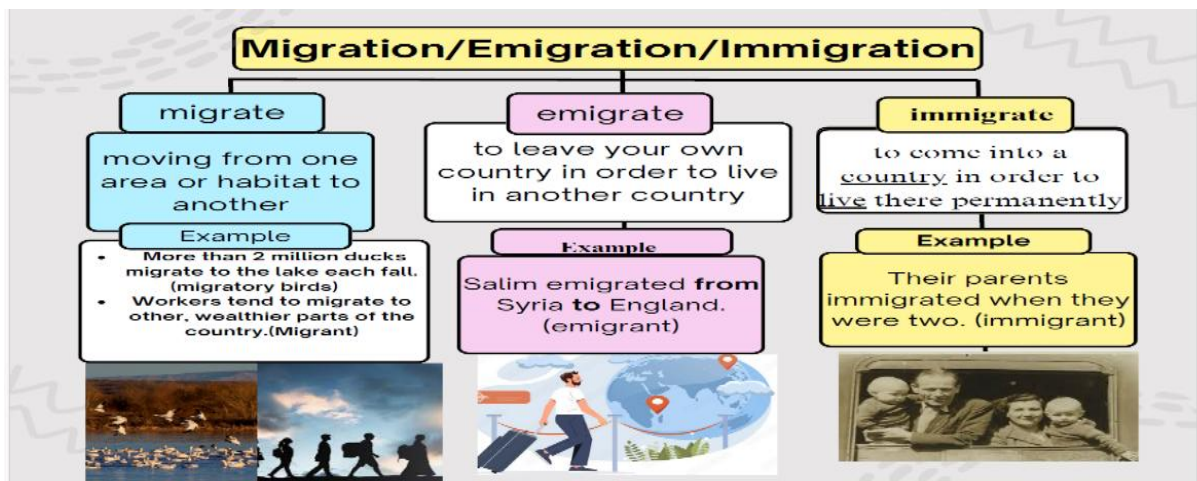 Migration/Emigration/Immigration
migrate
moving from one
area or habitat to
another
Example
• More than 2 million ducks
migrate to the lake each fall.
(migratory birds)
• Workers tend to migrate to
other, wealthier parts of the
country.(Migrant)
emigrate
to leave your own
country in order to live
in another country
Example
Salim emigrated from
Syria to England.
(emigrant)
immigrate
to come into a
country in order to
live there permanently
Example
Their parents
immigrated when they
were two. (immigrant)